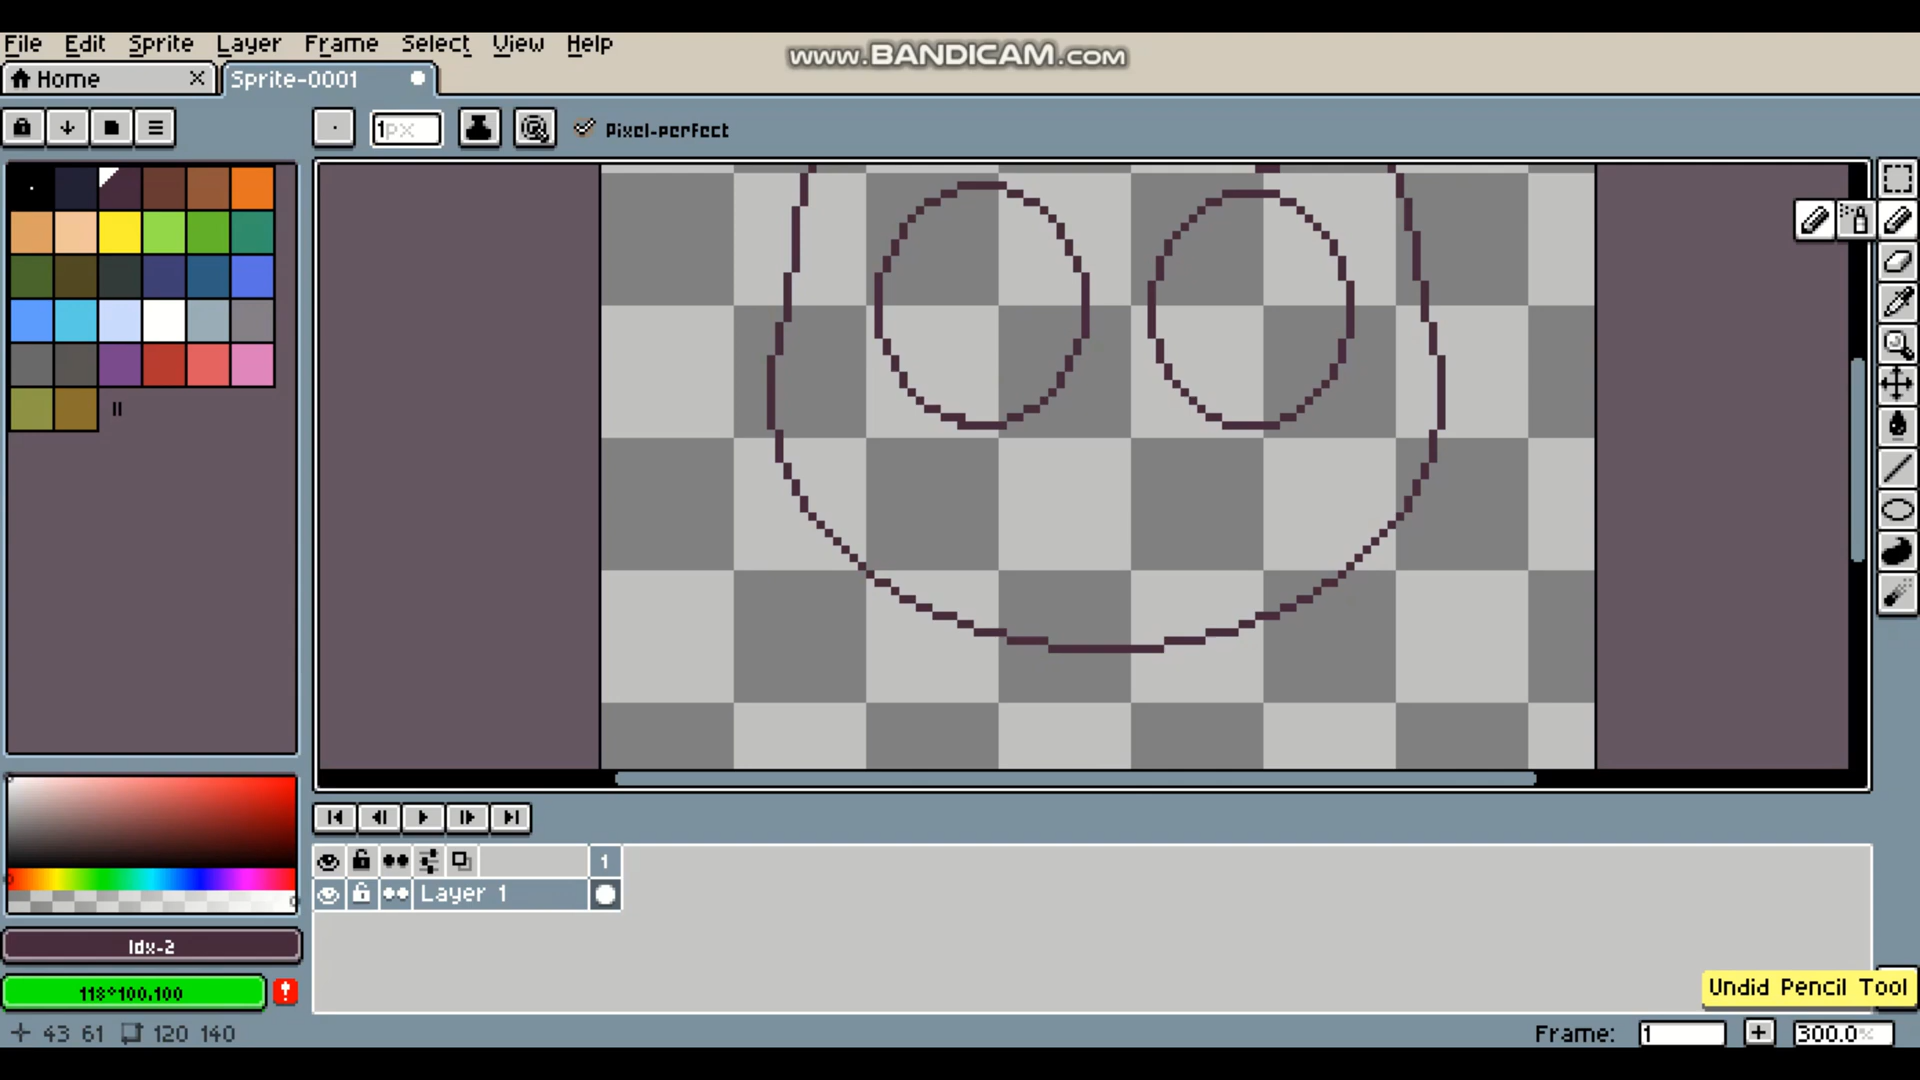 File Edit Sprite Layer Frame Select View Help
www.BANDICAM.com
Home Sprite-0001
1px Pixel-perfect
1
Layer 1
Idx-2
118°100,100 !
Undid Pencil Tool
43 61 120 140
Frame: 1 + 300.0%